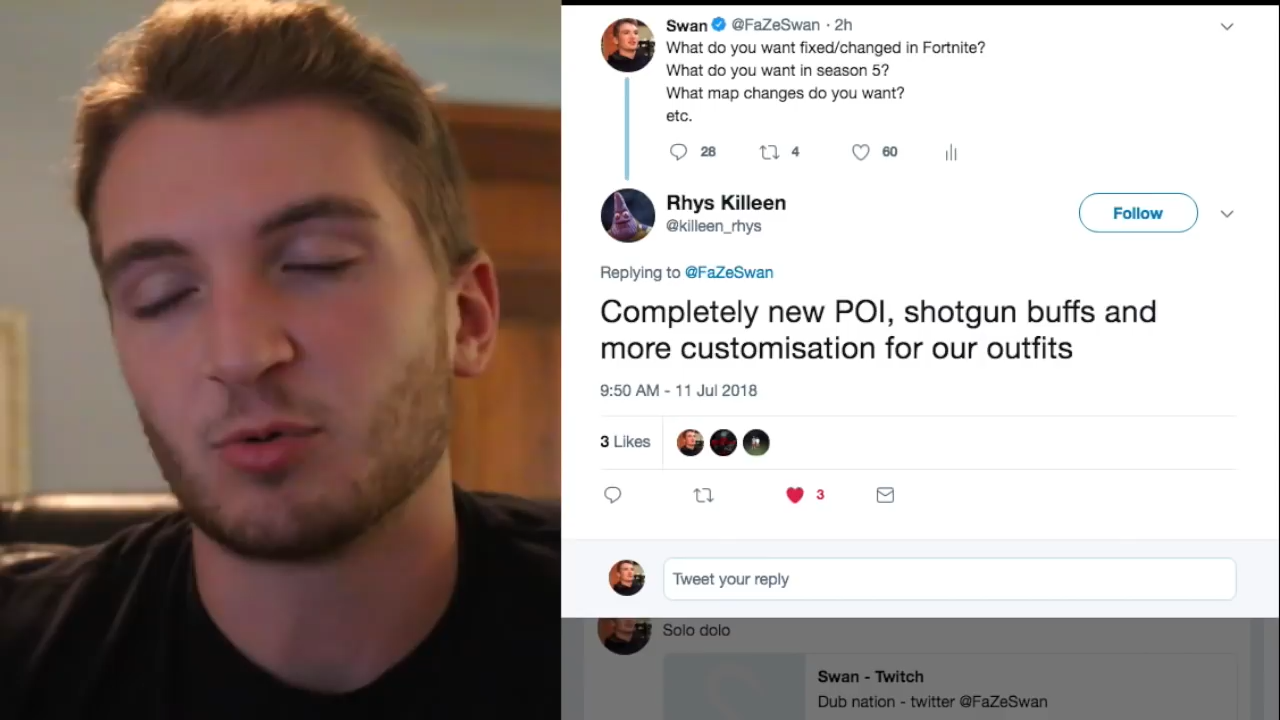 Swan @FaZeSwan · 2h
What do you want fixed/changed in Fortnite?
What do you want in season 5?
What map changes do you want?
etc.
28 4 60
Rhys Killeen
@killeen_rhys
Follow
Replying to @FaZeSwan
Completely new POI, shotgun buffs and
more customisation for our outfits
9:50 AM - 11 Jul 2018
3 Likes
3
Tweet your reply
Solo dolo
Swan - Twitch
Dub nation - twitter @FaZeSwan